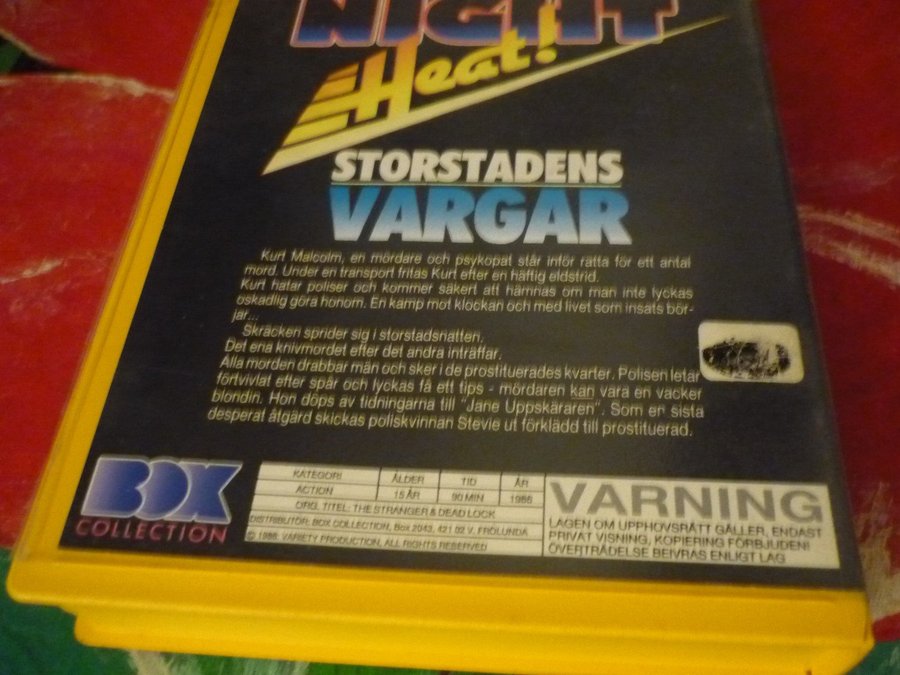 NIGHT
Heat!
STORSTADENS
VARGAR
Kurt Malcolm, en mördare och psykopat står inför rätta för ett antal
mord. Under en transport fritas Kurt efter en häftig eldstrid.
Kurt hatar poliser och kommer säkert att hämnas om man inte lyckas
oskadlig göra honom. En kamp mot klockan och med livet som insats bör-
jar...
Skräcken sprider sig i storstadsnatten.
Det ena knivmordet efter det andra inträffar.
Alla morden drabbar män och sker i de prostituerades kvarter. Polisen letar
förtvivlat efter spår och lyckas få ett tips - mördaren kan vara en vacker
blondin. Hon döps av tidningarna till "Jane Uppskäraren". Som en sista
desperat åtgärd skickas poliskvinnan Stevie ut förklädd till prostituerad.
BOX
COLLECTION
KATEGORI ÅLDER TID ÅR
ACTION 15 ÅR 90 MIN 1986
ORG. TITEL: THE STRANGER & DEAD LOCK
DISTRIBUTÖR: BOX COLLECTION, Box 2043, 421 02 V. FRÖLUNDA
© 1986 VARIETY PRODUCTION, ALL RIGHTS RESERVED
VARNING
LAGEN OM UPPHOVSRÄTT GÄLLER, ENDAST
PRIVAT VISNING, KOPIERING FÖRBJUDEN!
ÖVERTRÄDELSE BEIVRAS ENLIGT LAG